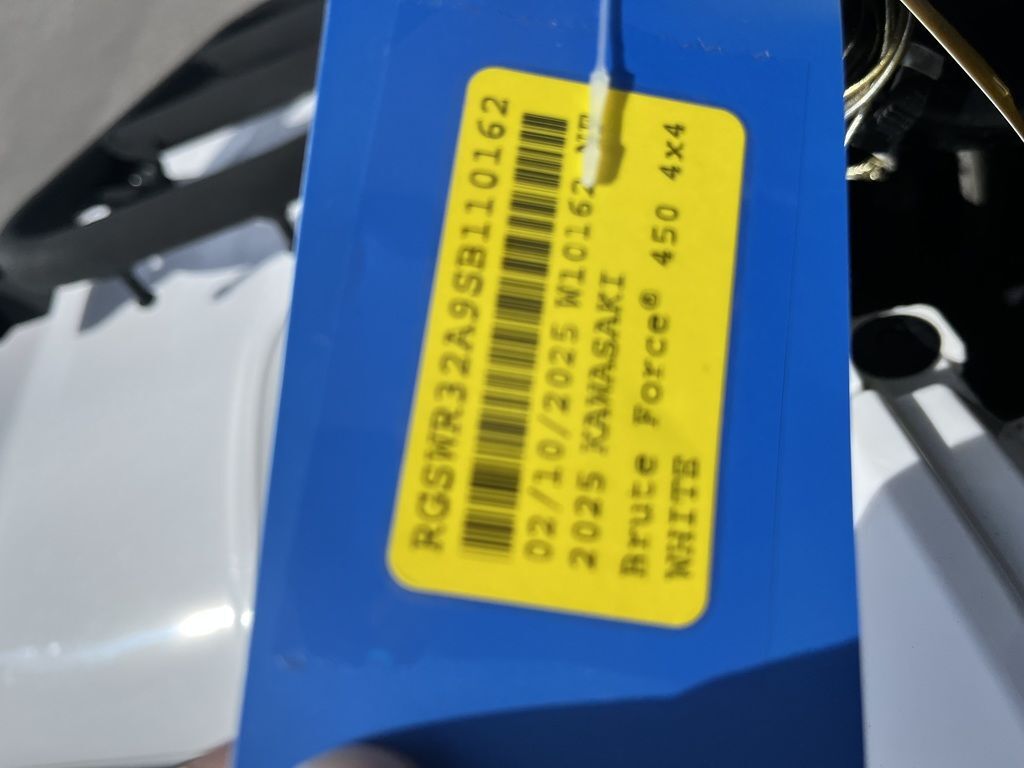 RGSWR32A9SB110162
02/10/2025 W10162
2025 KAWASAKI
Brute Force® 450 4x4
WHITE